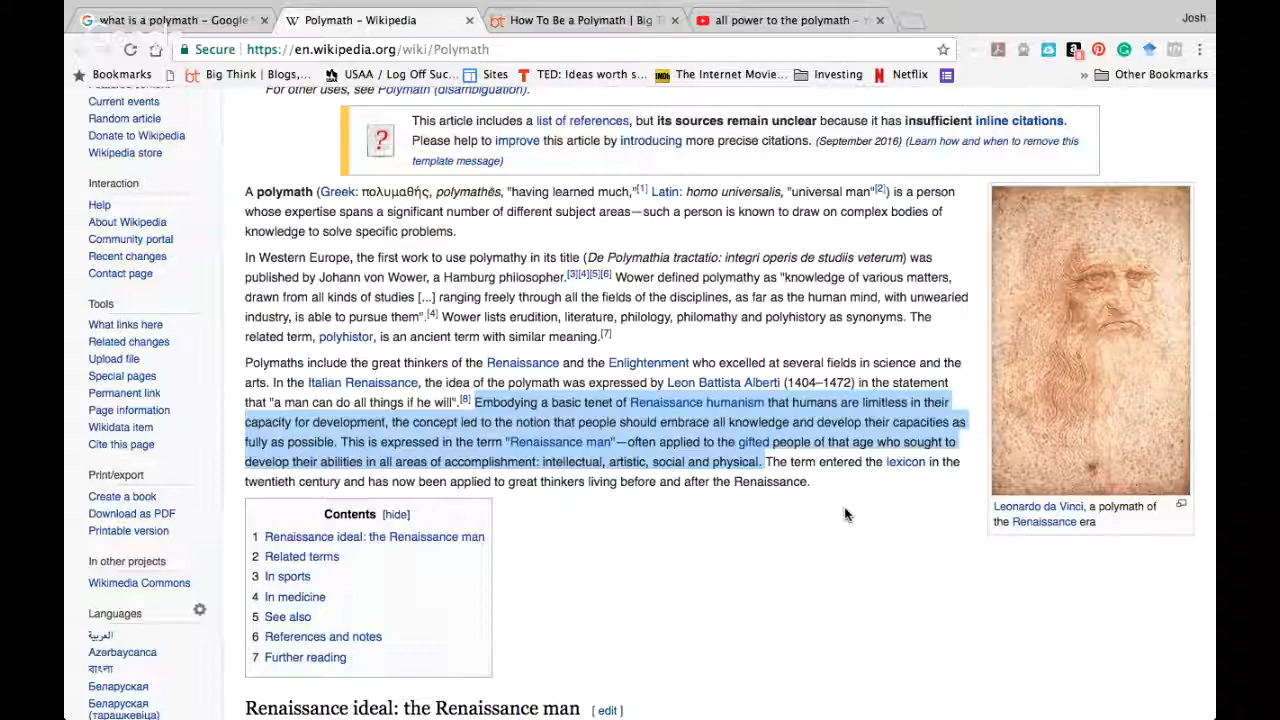 what is a polymath - Google
Polymath - Wikipedia
How To Be a Polymath | Big T
all power to the polymath -
Josh
Secure
https://en.wikipedia.org/wiki/Polymath
Bookmarks
Big Think | Blogs,...
USAA / Log Off Suc...
Sites
TED: Ideas worth s...
The Internet Movie...
Investing
Netflix
Other Bookmarks
Current events
Random article
Donate to Wikipedia
Wikipedia store
Interaction
Help
About Wikipedia
Community portal
Recent changes
Contact page
Tools
What links here
Related changes
Upload file
Special pages
Permanent link
Page information
Wikidata item
Cite this page
Print/export
Create a book
Download as PDF
Printable version
In other projects
Wikimedia Commons
Languages
العربية
Azərbaycanca
বাংলা
Беларуская
Беларуская
(тарашкевіца)
For other uses, see Polymath (disambiguation).
This article includes a list of references, but its sources remain unclear because it has insufficient inline citations.
Please help to improve this article by introducing more precise citations. (September 2016) (Learn how and when to remove this
template message)
A polymath (Greek: πολυμαθής, polymathēs, "having learned much,"[1] Latin: homo universalis, "universal man"[2]) is a person
whose expertise spans a significant number of different subject areas—such a person is known to draw on complex bodies of
knowledge to solve specific problems.
In Western Europe, the first work to use polymathy in its title (De Polymathia tractatio: integri operis de studiis veterum) was
published by Johann von Wower, a Hamburg philosopher.[3][4][5][6] Wower defined polymathy as "knowledge of various matters,
drawn from all kinds of studies [...] ranging freely through all the fields of the disciplines, as far as the human mind, with unwearied
industry, is able to pursue them".[4] Wower lists erudition, literature, philology, philomathy and polyhistory as synonyms. The
related term, polyhistor, is an ancient term with similar meaning.[7]
Polymaths include the great thinkers of the Renaissance and the Enlightenment who excelled at several fields in science and the
arts. In the Italian Renaissance, the idea of the polymath was expressed by Leon Battista Alberti (1404–1472) in the statement
that "a man can do all things if he will".[8] Embodying a basic tenet of Renaissance humanism that humans are limitless in their
capacity for development, the concept led to the notion that people should embrace all knowledge and develop their capacities as
fully as possible. This is expressed in the term "Renaissance man"—often applied to the gifted people of that age who sought to
develop their abilities in all areas of accomplishment: intellectual, artistic, social and physical. The term entered the lexicon in the
twentieth century and has now been applied to great thinkers living before and after the Renaissance.
Leonardo da Vinci, a polymath of
the Renaissance era
Contents [hide]
1 Renaissance ideal: the Renaissance man
2 Related terms
3 In sports
4 In medicine
5 See also
6 References and notes
7 Further reading
Renaissance ideal: the Renaissance man [ edit ]